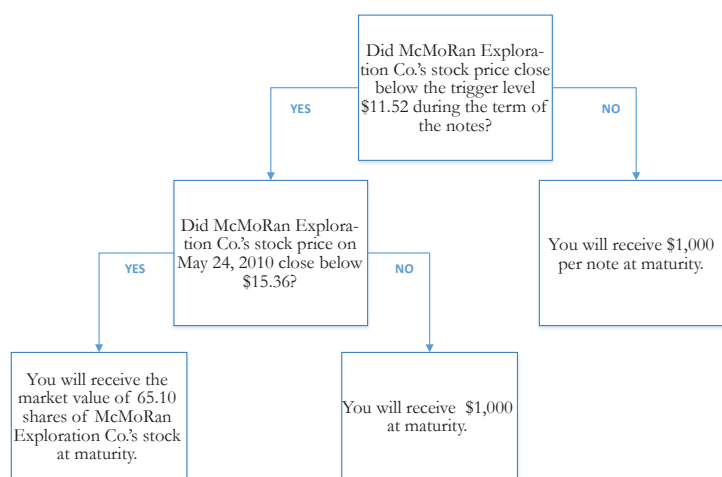 Did McMoRan Explora-
tion Co.'s stock price close
below the trigger level
$11.52 during the term of
the notes?
YES
NO
Did McMoRan Explora-
tion Co.'s stock price on
May 24, 2010 close below
$15.36?
You will receive $1,000
per note at maturity.
YES
NO
You will receive the
market value of 65.10
shares of McMoRan
Exploration Co.'s stock
at maturity.
You will receive $1,000
at maturity.